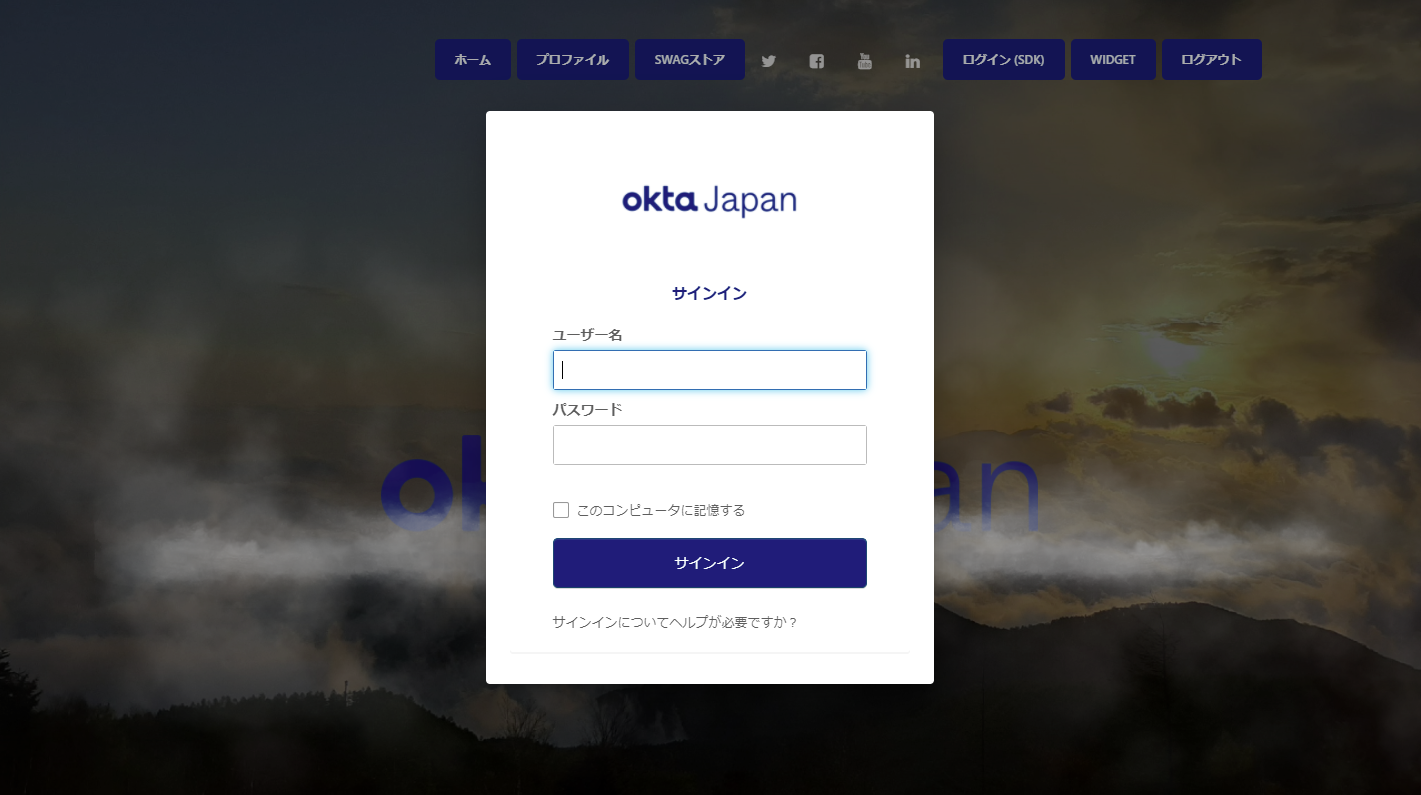 ホーム プロファイル SWAGストア ログイン (SDK) WIDGET ログアウト
okta Japan
サインイン
ユーザー名
パスワード
このコンピュータに記憶する
サインイン
サインインについてヘルプが必要ですか？